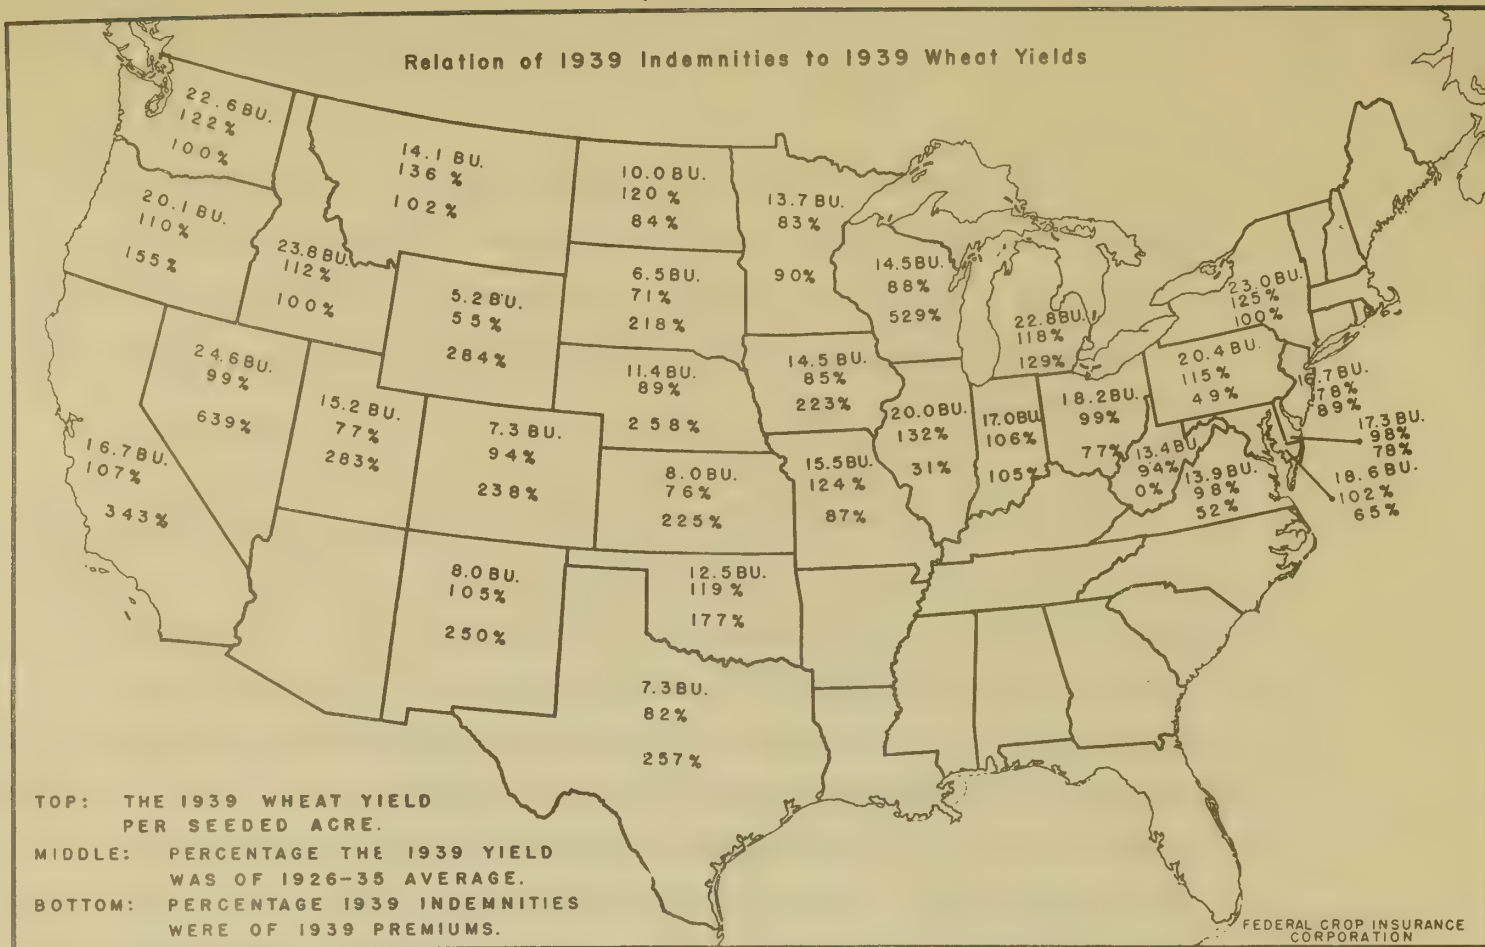 Relation of 1939 Indemnities to 1939 Wheat Yields
22.6 BU.
122%
100%
20.1 BU.
110%
155%
23.8 BU.
112%
100%
14.1 BU.
136 %
102%
10.0 BU.
120 %
84%
13.7 BU.
83%
90%
14.5 BU.
88%
529%
22.8 BU.
118%
129%
23.0 BU.
125%
100%
5.2 BU.
55%
284%
6.5 BU.
71%
218%
24.6 BU.
99%
639%
15.2 BU.
77%
283%
16.7 BU.
107%
343%
7.3 BU.
94%
238%
11.4 BU.
89%
258%
14.5 BU.
85%
223%
20.0 BU.
132%
31%
17.0 BU
106%
105%
18.2 BU.
99%
77%
20.4 BU.
115%
49%
78%
89%
17.3 BU.
98%
78%
18.6 BU.
102%
65%
13.4 BU.
94%
0%
13.9 BU.
98%
52%
8.0 BU.
76%
225%
15.5 BU.
124%
87%
8.0 BU.
105%
250%
12.5 BU.
119%
177%
7.3 BU.
82%
257%
TOP: THE 1939 WHEAT YIELD
PER SEEDED ACRE.
MIDDLE: PERCENTAGE THE 1939 YIELD
WAS OF 1926-35 AVERAGE.
BOTTOM: PERCENTAGE 1939 INDEMNITIES
WERE OF 1939 PREMIUMS.
FEDERAL CROP INSURANCE
CORPORATION